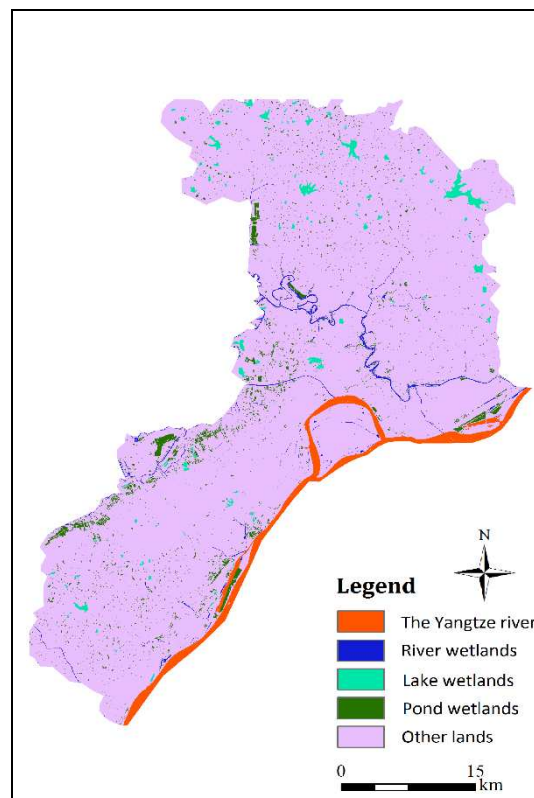 N
Legend
The Yangtze river
River wetlands
Lake wetlands
Pond wetlands
Other lands
0 15
km